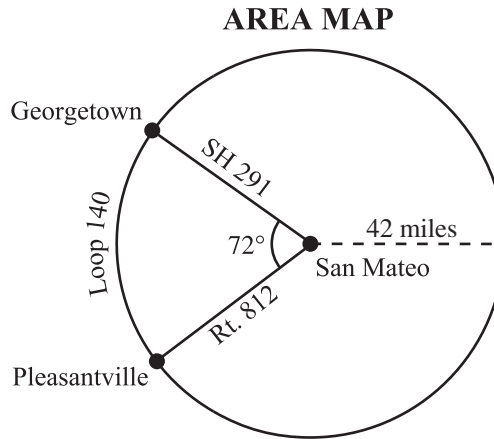 AREA MAP
Georgetown
SH 291
Loop 140
42 miles
72°
San Mateo
Rt. 812
Pleasantville